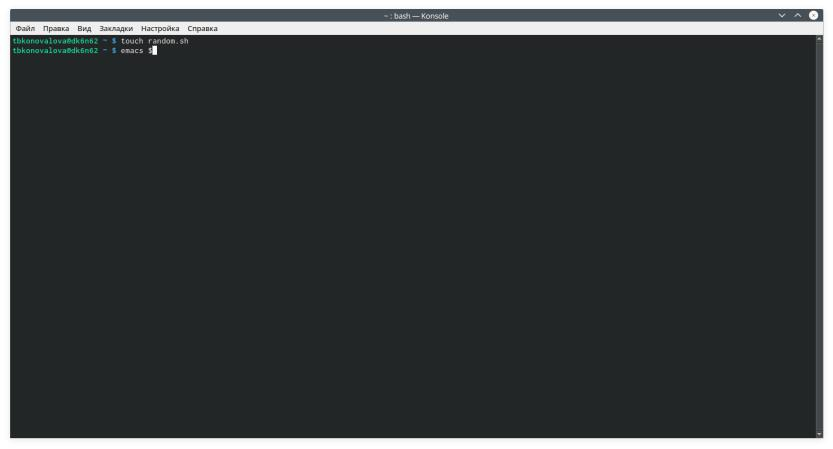 ~ : bash — Konsole
Файл Правка Вид Закладки Настройка Справка
tbkonovalova@dk6n62 ~ $ touch random.sh
tbkonovalova@dk6n62 ~ $ emacs $